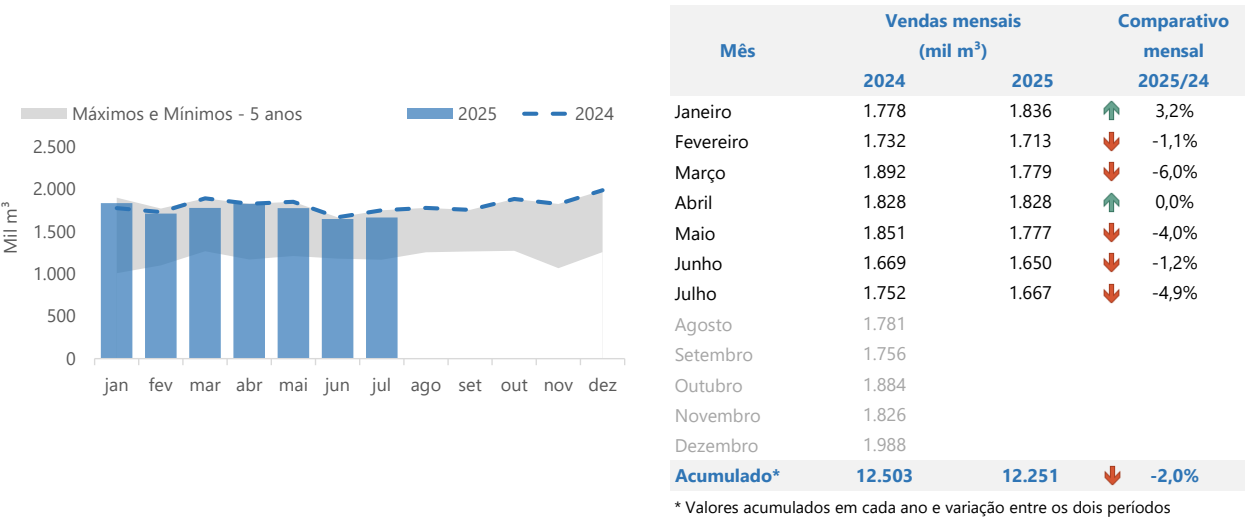 Máximos e Mínimos - 5 anos 2025 2024
Mil m³
2.500
2.000
1.500
1.000
500
0
jan fev mar abr mai jun jul ago set out nov dez
Mês Vendas mensais (mil m³) Comparativo mensal
2024 2025 2025/24
Janeiro 1.778 1.836 3,2%
Fevereiro 1.732 1.713 -1,1%
Março 1.892 1.779 -6,0%
Abril 1.828 1.828 0,0%
Maio 1.851 1.777 -4,0%
Junho 1.669 1.650 -1,2%
Julho 1.752 1.667 -4,9%
Agosto 1.781
Setembro 1.756
Outubro 1.884
Novembro 1.826
Dezembro 1.988
Acumulado* 12.503 12.251 -2,0%
* Valores acumulados em cada ano e variação entre os dois períodos